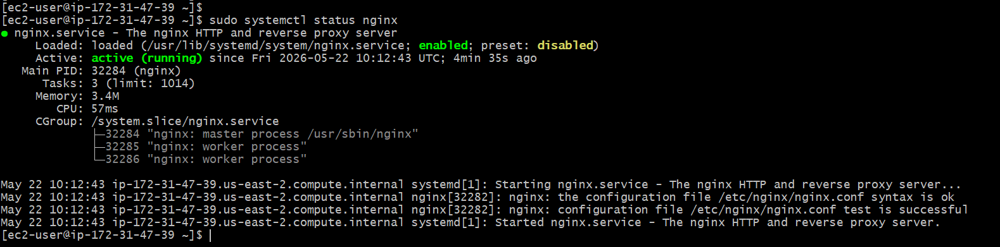 [ec2-user@ip-172-31-47-39 ~]$
[ec2-user@ip-172-31-47-39 ~]$ sudo systemctl status nginx
● nginx.service - The nginx HTTP and reverse proxy server
     Loaded: loaded (/usr/lib/systemd/system/nginx.service; enabled; preset: disabled)
     Active: active (running) since Fri 2026-05-22 10:12:43 UTC; 4min 35s ago
   Main PID: 32284 (nginx)
      Tasks: 3 (limit: 1014)
     Memory: 3.4M
        CPU: 57ms
     CGroup: /system.slice/nginx.service
             ├─32284 "nginx: master process /usr/sbin/nginx"
             ├─32285 "nginx: worker process"
             └─32286 "nginx: worker process"

May 22 10:12:43 ip-172-31-47-39.us-east-2.compute.internal systemd[1]: Starting nginx.service - The nginx HTTP and reverse proxy server...
May 22 10:12:43 ip-172-31-47-39.us-east-2.compute.internal nginx[32282]: nginx: the configuration file /etc/nginx/nginx.conf syntax is ok
May 22 10:12:43 ip-172-31-47-39.us-east-2.compute.internal nginx[32282]: nginx: configuration file /etc/nginx/nginx.conf test is successful
May 22 10:12:43 ip-172-31-47-39.us-east-2.compute.internal systemd[1]: Started nginx.service - The nginx HTTP and reverse proxy server.
[ec2-user@ip-172-31-47-39 ~]$